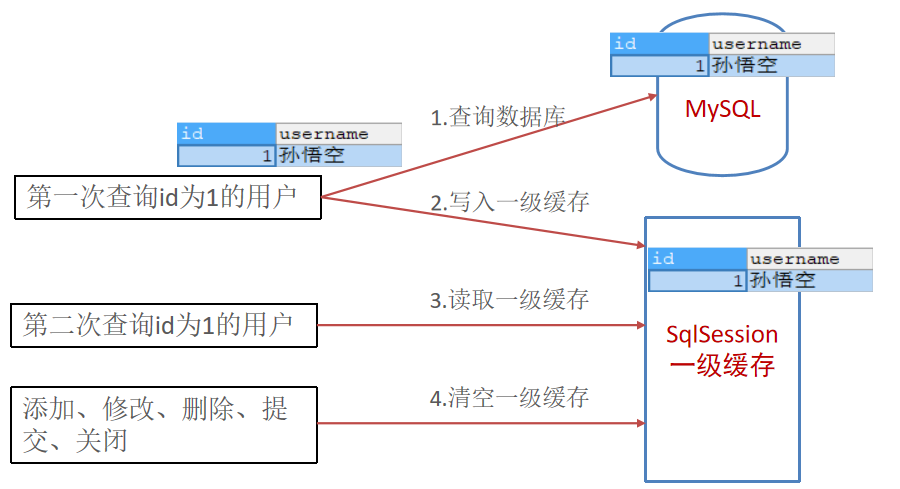 id username
1 孙悟空
MySQL
1.查询数据库
id username
1 孙悟空
第一次查询id为1的用户
2.写入一级缓存
id username
1 孙悟空
3.读取一级缓存
第二次查询id为1的用户
SqlSession
一级缓存
4.清空一级缓存
添加、修改、删除、提
交、关闭